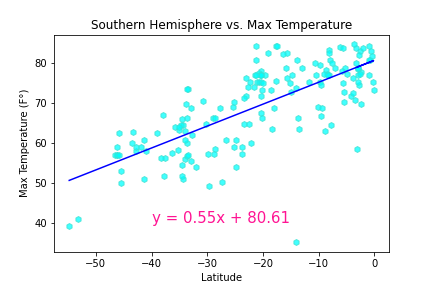 Southern Hemisphere vs. Max Temperature
Max Temperature (F°)
80
70
60
50
40
y = 0.55x + 80.61
−50
−40
−30
−20
−10
0
Latitude